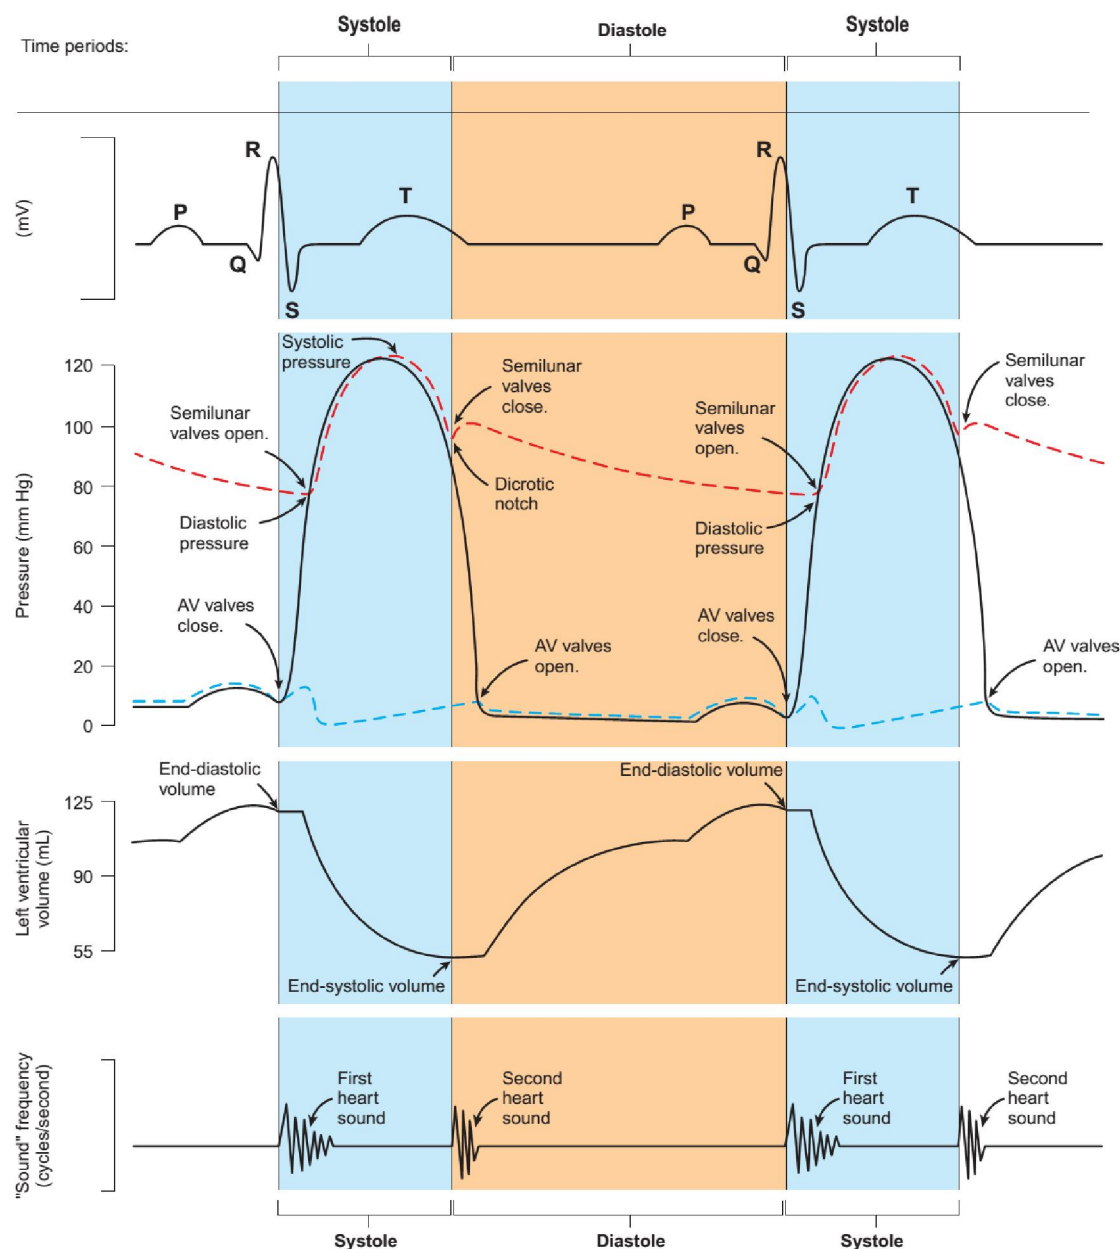 Systole
Diastole
Systole
Time periods:
R
R
T
T
P
P
(mV)
Q
Q
S
S
Systolic
pressure
120
Semilunar
valves
close.
Semilunar
valves
close.
Semilunar
valves open.
Semilunar
valves
open.
100
Dicrotic
notch
80
Diastolic
pressure
Diastolic
pressure
Pressure (mm Hg)
60
40
AV valves
close.
AV valves
close.
AV valves
open.
AV valves
open.
20
0
End-diastolic
volume
End-diastolic volume
125
Left ventricular
volume (mL)
90
55
End-systolic volume
End-systolic volume
"Sound" frequency
(cycles/second)
First
heart
sound
Second
heart
sound
First
heart
sound
Second
heart
sound
Systole
Diastole
Systole